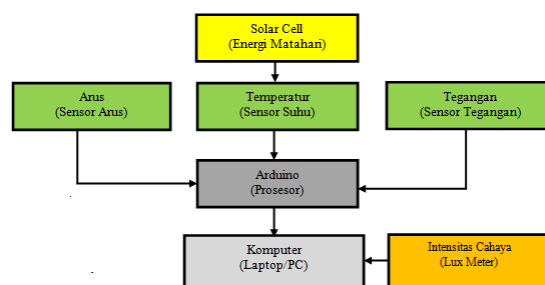 Solar Cell
(Energi Matahari)
Arus
(Sensor Arus)
Temperatur
(Sensor Suhu)
Tegangan
(Sensor Tegangan)
Arduino
(Prosesor)
Komputer
(Laptop/PC)
Intensitas Cahaya
(Lux Meter)